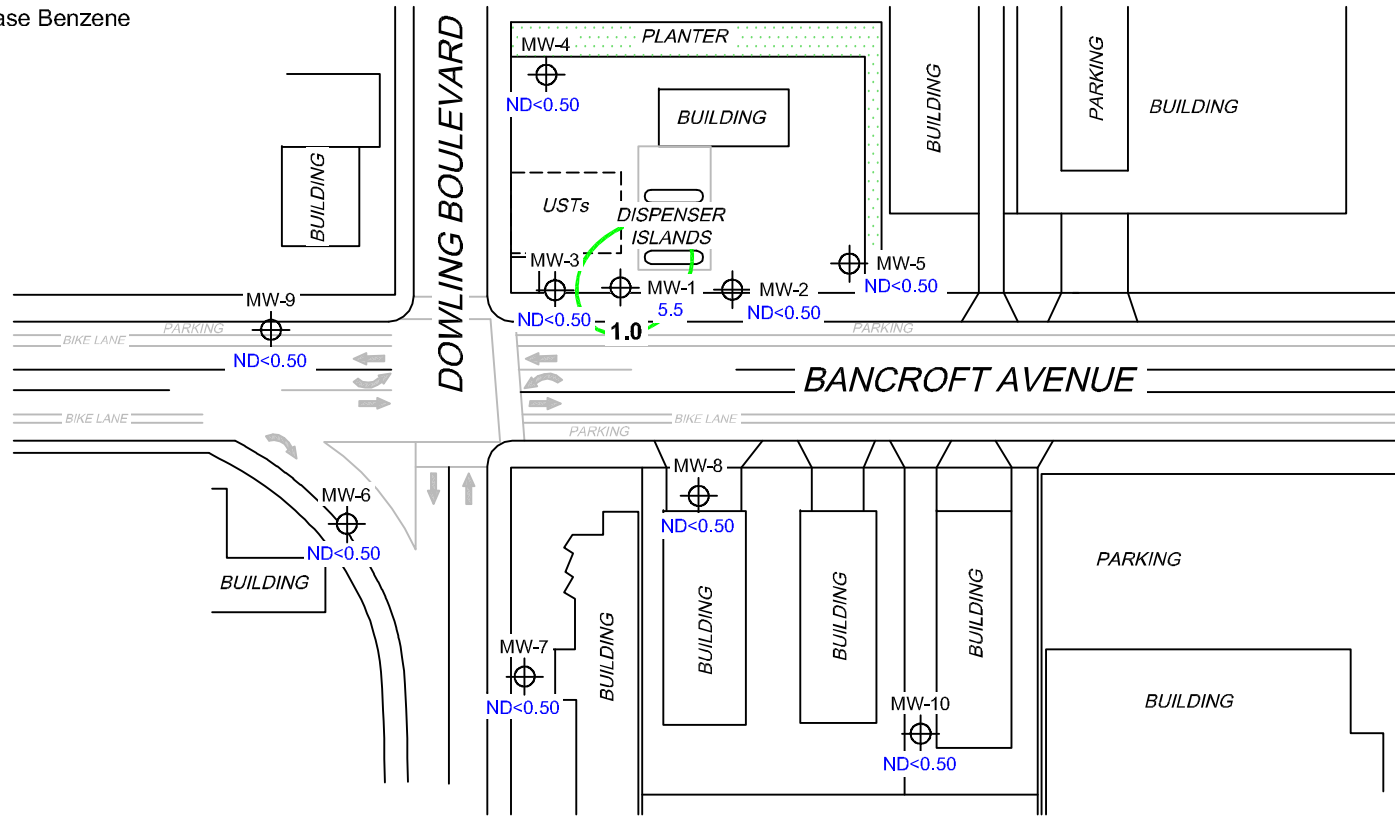 ase Benzene
DOWLING BOULEVARD
MW-4
ND<0.50
PLANTER
BUILDING
BUILDING
PARKING
BUILDING
BUILDING
USTs
DISPENSER
ISLANDS
MW-3
ND<0.50
MW-1
5.5
1.0
MW-2
ND<0.50
MW-5
ND<0.50
MW-9
ND<0.50
PARKING
BIKE LANE
PARKING
BANCROFT AVENUE
BIKE LANE
BIKE LANE
PARKING
MW-6
ND<0.50
BUILDING
MW-8
ND<0.50
MW-7
ND<0.50
BUILDING
BUILDING
BUILDING
BUILDING
MW-10
ND<0.50
PARKING
BUILDING